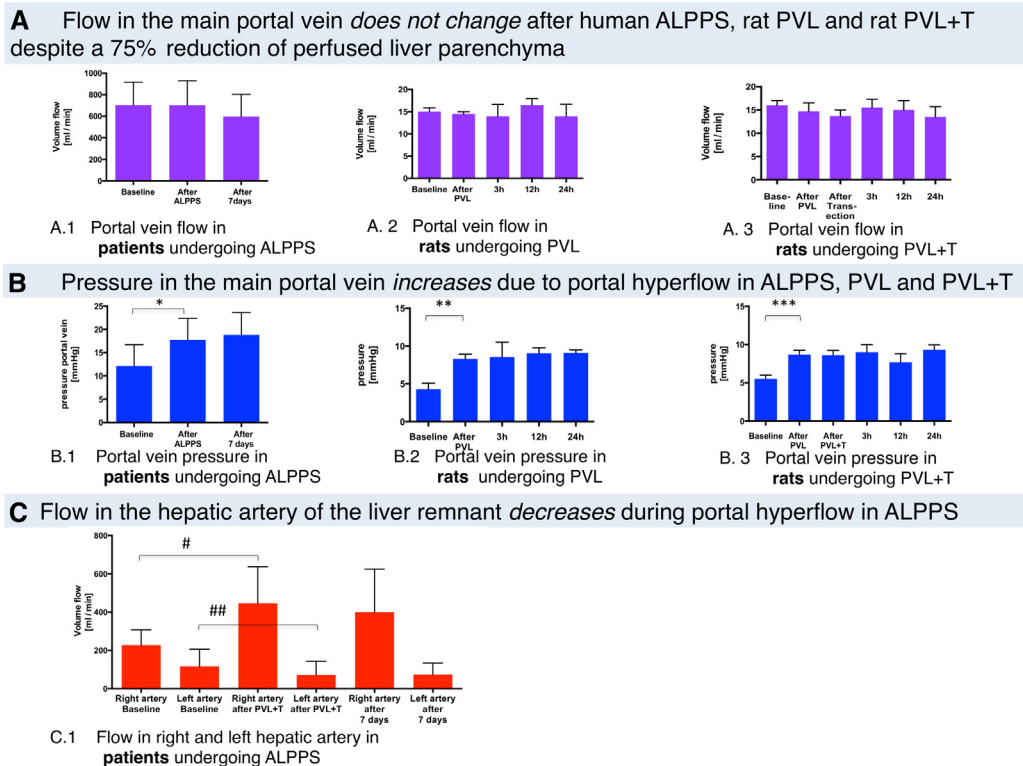 A Flow in the main portal vein does not change after human ALPPS, rat PVL and rat PVL+T
despite a 75% reduction of perfused liver parenchyma
Volume flow
[ml / min]
1000
800
600
400
200
0
Baseline
After
ALPPS
After
7days
A.1 Portal vein flow in
patients undergoing ALPPS
Volume flow
[ml / min]
20
15
10
5
0
Baseline
After
PVL
3h
12h
24h
A. 2 Portal vein flow in
rats undergoing PVL
Volume flow
[ml / min]
20
15
10
5
0
Base-
line
After
PVL
After
Trans-
ection
3h
12h
24h
A. 3 Portal vein flow in
rats undergoing PVL+T
B Pressure in the main portal vein increases due to portal hyperflow in ALPPS, PVL and PVL+T
pressure portal vein
[mmHg]
25
20
15
10
5
0
*
Baseline
After
ALPPS
After
7 days
B.1 Portal vein pressure in
patients undergoing ALPPS
pressure
[mmHg]
15
10
5
0
**
Baseline
After
PVL
3h
12h
24h
B.2 Portal vein pressure in
rats undergoing PVL
pressure
[mmHg]
15
10
5
0
***
Baseline
After
PVL
After
PVL+T
3h
12h
24h
B. 3 Portal vein pressure in
rats undergoing PVL+T
C Flow in the hepatic artery of the liver remnant decreases during portal hyperflow in ALPPS
Volume flow
[ml / min]
800
600
400
200
0
#
##
Right artery
Baseline
Left artery
Baseline
Right artery
after PVL+T
Left artery
after PVL+T
Right artery
after
7 days
Left artery
after
7 days
C.1 Flow in right and left hepatic artery in
patients undergoing ALPPS